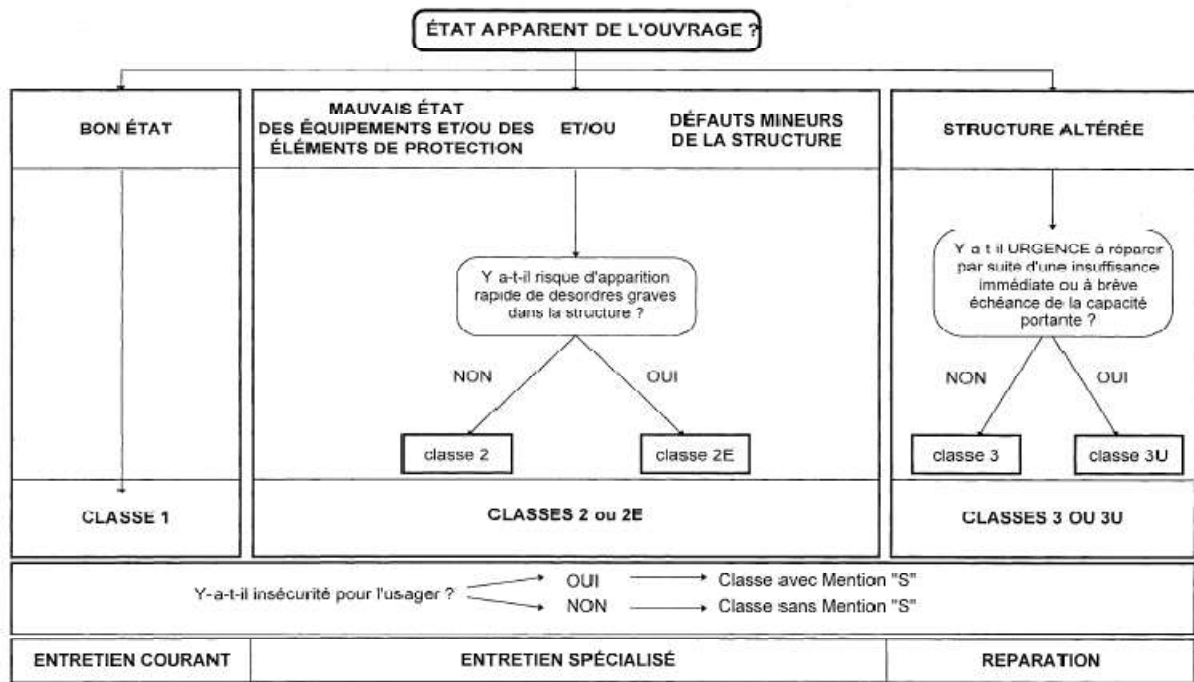 ÉTAT APPARENT DE L'OUVRAGE ?
BON ÉTAT
MAUVAIS ÉTAT
DES ÉQUIPEMENTS ET/OU DES
ÉLÉMENTS DE PROTECTION
ET/OU
DÉFAUTS MINEURS
DE LA STRUCTURE
STRUCTURE ALTÉRÉE
Y a-t-il risque d'apparition
rapide de desordres graves
dans la structure ?
Y a t il URGENCE à réparer
par suite d'une insuffisance
immédiate ou à brève
échéance de la capacité
portante ?
NON
OUI
NON
OUI
classe 2
classe 2E
classe 3
classe 3U
CLASSE 1
CLASSES 2 ou 2E
CLASSES 3 OU 3U
Y-a-t-il insécurité pour l'usager ?
OUI
Classe avec Mention "S"
NON
Classe sans Mention "S"
ENTRETIEN COURANT
ENTRETIEN SPÉCIALISÉ
REPARATION